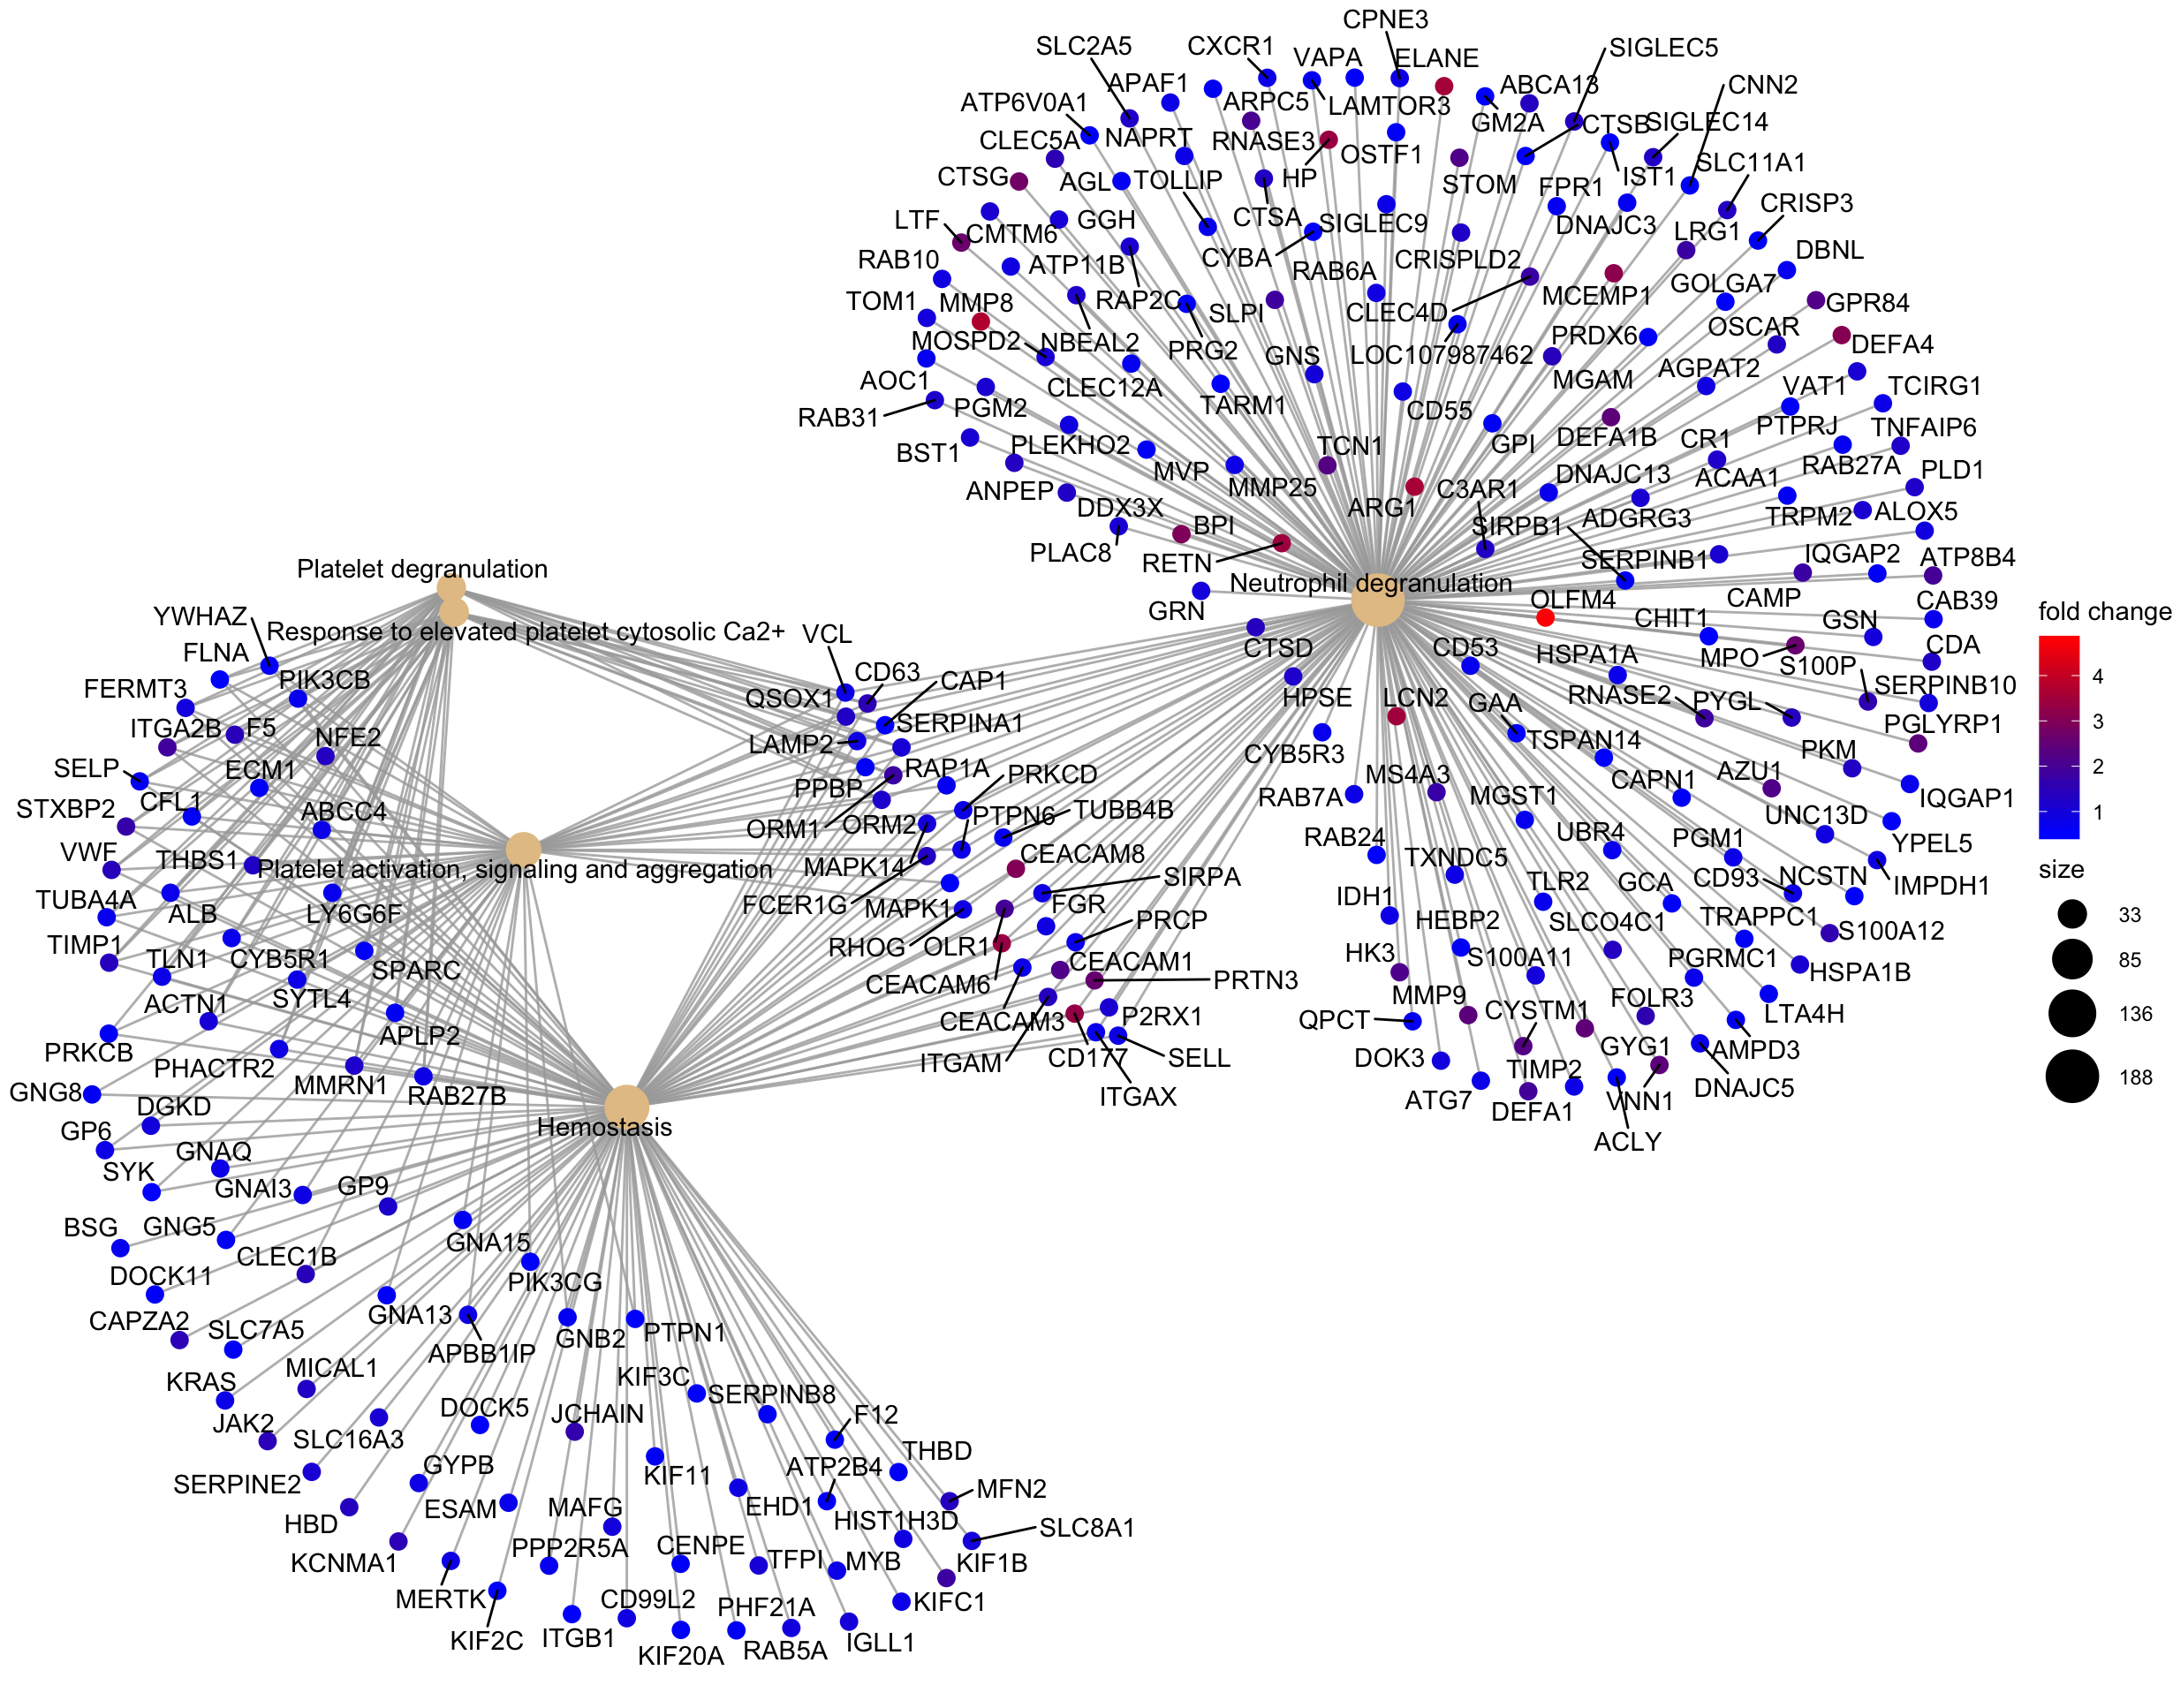 CPNE3
SLC2A5
CXCR1
VAPA
ELANE
SIGLEC5
APAF1
ABCA13
CNN2
ATP6V0A1
ARPC5
LAMTOR3
GM2A
CTSB
SIGLEC14
CLEC5A
NAPRT
RNASE3
OSTF1
SLC11A1
CTSG
AGL
TOLLIP
HP
STOM
FPR1
IST1
CRISP3
LTF
CMTM6
GGH
CTSA
SIGLEC9
DNAJC3
LRG1
DBNL
RAB10
ATP11B
CYBA
RAB6A
CRISPLD2
TOM1
MMP8
RAP2C
SLPI
CLEC4D
MCEMP1
GOLGA7
GPR84
MOSPD2
NBEAL2
PRG2
GNS
LOC107987462
PRDX6
OSCAR
DEFA4
AOC1
CLEC12A
MGAM
AGPAT2
VAT1
TCIRG1
RAB31
PGM2
TARM1
CD55
PTPRJ
TNFAIP6
BST1
PLEKHO2
MVP
TCN1
GPI
DEFA1B
CR1
RAB27A
PLD1
ANPEP
MMP25
C3AR1
DNAJC13
ACAA1
DDX3X
ARG1
SIRPB1
ADGRG3
TRPM2
ALOX5
PLAC8
BPI
RETN
SERPINB1
IQGAP2
ATP8B4
Platelet degranulation
Neutrophil degranulation
CAMP
CAB39
YWHAZ
GRN
OLFM4
CHIT1
GSN
fold change
Response to elevated platelet cytosolic Ca2+
VCL
CTSD
CD53
HSPA1A
MPO
S100P
CDA
FLNA
PIK3CB
CD63
CAP1
HPSE
LCN2
GAA
RNASE2
PYGL
SERPINB10
4
FERMT3
QSOX1
SERPINA1
PGLYRP1
3
ITGA2B
F5
NFE2
LAMP2
CYB5R3
TSPAN14
PKM
2
SELP
ECM1
PPBP
RAP1A
PRKCD
MS4A3
CAPN1
AZU1
IQGAP1
1
STXBP2
CFL1
ABCC4
ORM1
ORM2
PTPN6
TUBB4B
RAB7A
MGST1
UNC13D
YPEL5
VWF
THBS1
Platelet activation, signaling and aggregation
MAPK14
CEACAM8
RAB24
TXNDC5
UBR4
PGM1
IMPDH1
size
TUBA4A
ALB
LY6G6F
FCER1G
MAPK1
FGR
SIRPA
IDH1
TLR2
GCA
CD93
NCSTN
33
TIMP1
TLN1
CYB5R1
SPARC
RHOG
OLR1
PRCP
HEBP2
SLCO4C1
TRAPPC1
S100A12
85
ACTN1
SYTL4
CEACAM6
CEACAM1
PRTN3
HK3
S100A11
PGRMC1
HSPA1B
136
PRKCB
PHACTR2
APLP2
CEACAM3
P2RX1
MMP9
CYSTM1
FOLR3
LTA4H
QPCT
188
GNG8
MMRN1
RAB27B
ITGAM
CD177
SELL
DOK3
TIMP2
GYG1
AMPD3
DGKD
Hemostasis
ITGAX
ATG7
DEFA1
VNN1
DNAJC5
GP6
GNAQ
ACLY
SYK
GNAI3
GP9
BSG
GNG5
CLEC1B
GNA15
DOCK11
PIK3CG
CAPZA2
SLC7A5
GNA13
APBB1IP
GNB2
PTPN1
KRAS
MICAL1
KIF3C
SERPINB8
JAK2
SLC16A3
DOCK5
JCHAIN
F12
SERPINE2
GYPB
KIF11
ATP2B4
THBD
HBD
ESAM
MAFG
EHD1
HIST1H3D
MFN2
KCNMA1
PPP2R5A
CENPE
TFPI
MYB
KIF1B
SLC8A1
MERTK
CD99L2
PHF21A
KIFC1
KIF2C
ITGB1
KIF20A
RAB5A
IGLL1